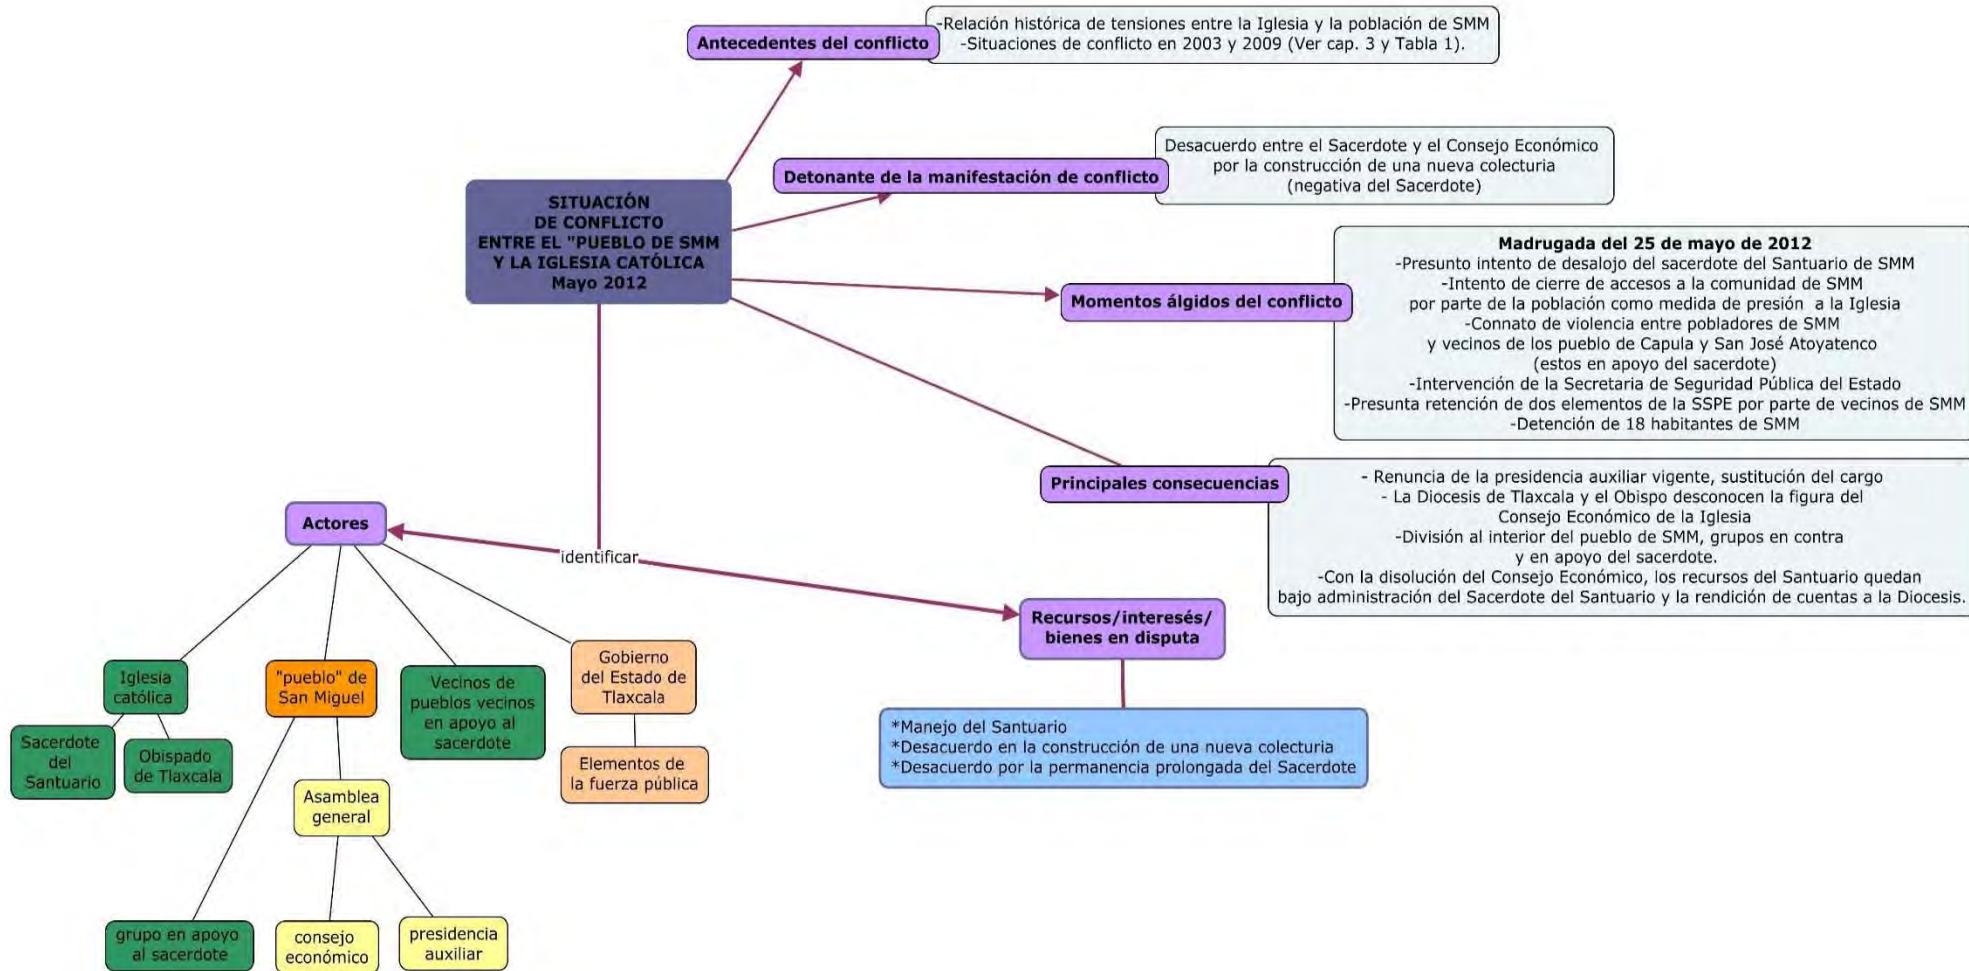 Antecedentes del conflicto
-Relación histórica de tensiones entre la Iglesia y la población de SMM
-Situaciones de conflicto en 2003 y 2009 (Ver cap. 3 y Tabla 1).
Detonante de la manifestación de conflicto
Desacuerdo entre el Sacerdote y el Consejo Económico
por la construcción de una nueva colecturia
(negativa del Sacerdote)
SITUACIÓN
DE CONFLICTO
ENTRE EL "PUEBLO DE SMM
Y LA IGLESIA CATÓLICA
Mayo 2012
Momentos álgidos del conflicto
Madrugada del 25 de mayo de 2012
-Presunto intento de desalojo del sacerdote del Santuario de SMM
-Intento de cierre de accesos a la comunidad de SMM
por parte de la población como medida de presión a la Iglesia
-Connato de violencia entre pobladores de SMM
y vecinos de los pueblo de Capula y San José Atoyatenco
(estos en apoyo del sacerdote)
-Intervención de la Secretaria de Seguridad Pública del Estado
-Presunta retención de dos elementos de la SSPE por parte de vecinos de SMM
-Detención de 18 habitantes de SMM
Principales consecuencias
- Renuncia de la presidencia auxiliar vigente, sustitución del cargo
- La Diocesis de Tlaxcala y el Obispo desconocen la figura del
Consejo Económico de la Iglesia
-División al interior del pueblo de SMM, grupos en contra
y en apoyo del sacerdote.
-Con la disolución del Consejo Económico, los recursos del Santuario quedan
bajo administración del Sacerdote del Santuario y la rendición de cuentas a la Diocesis.
Actores
identificar
Recursos/interesés/
bienes en disputa
*Manejo del Santuario
*Desacuerdo en la construcción de una nueva colecturia
*Desacuerdo por la permanencia prolongada del Sacerdote
Iglesia
católica
"pueblo" de
San Miguel
Vecinos de
pueblos vecinos
en apoyo al
sacerdote
Gobierno
del Estado de
Tlaxcala
Sacerdote
del
Santuario
Obispado
de Tlaxcala
Elementos de
la fuerza pública
Asamblea
general
grupo en apoyo
al sacerdote
consejo
económico
presidencia
auxiliar